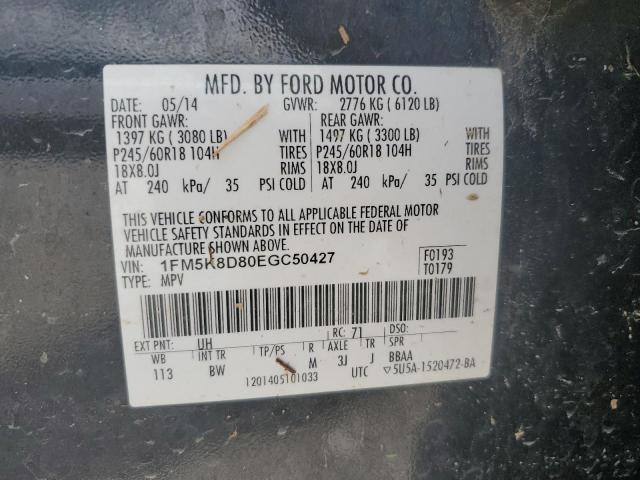 MFD. BY FORD MOTOR CO.
DATE: 05/14 GVWR: 2776 KG ( 6120 LB)
FRONT GAWR: REAR GAWR:
1397 KG ( 3080 LB) WITH 1497 KG ( 3300 LB) WITH
P245/60R18 104H TIRES P245/60R18 104H TIRES
18X8.0J RIMS 18X8.0J RIMS
AT 240 kPa/ 35 PSI COLD AT 240 kPa/ 35 PSI COLD
THIS VEHICLE CONFORMS TO ALL APPLICABLE FEDERAL MOTOR
VEHICLE SAFETY STANDARDS IN EFFECT ON THE DATE OF
MANUFACTURE SHOWN ABOVE.
VIN: 1FM5K8D80EGC50427 F0193
TYPE: MPV T0179
EXT PNT: UH RC: 71 DSO:
WB INT TR TP/PS R AXLE TR SPR
113 BW M 3J J BBAA
1201405101033 UTC ▽5U5A-1520472-BA